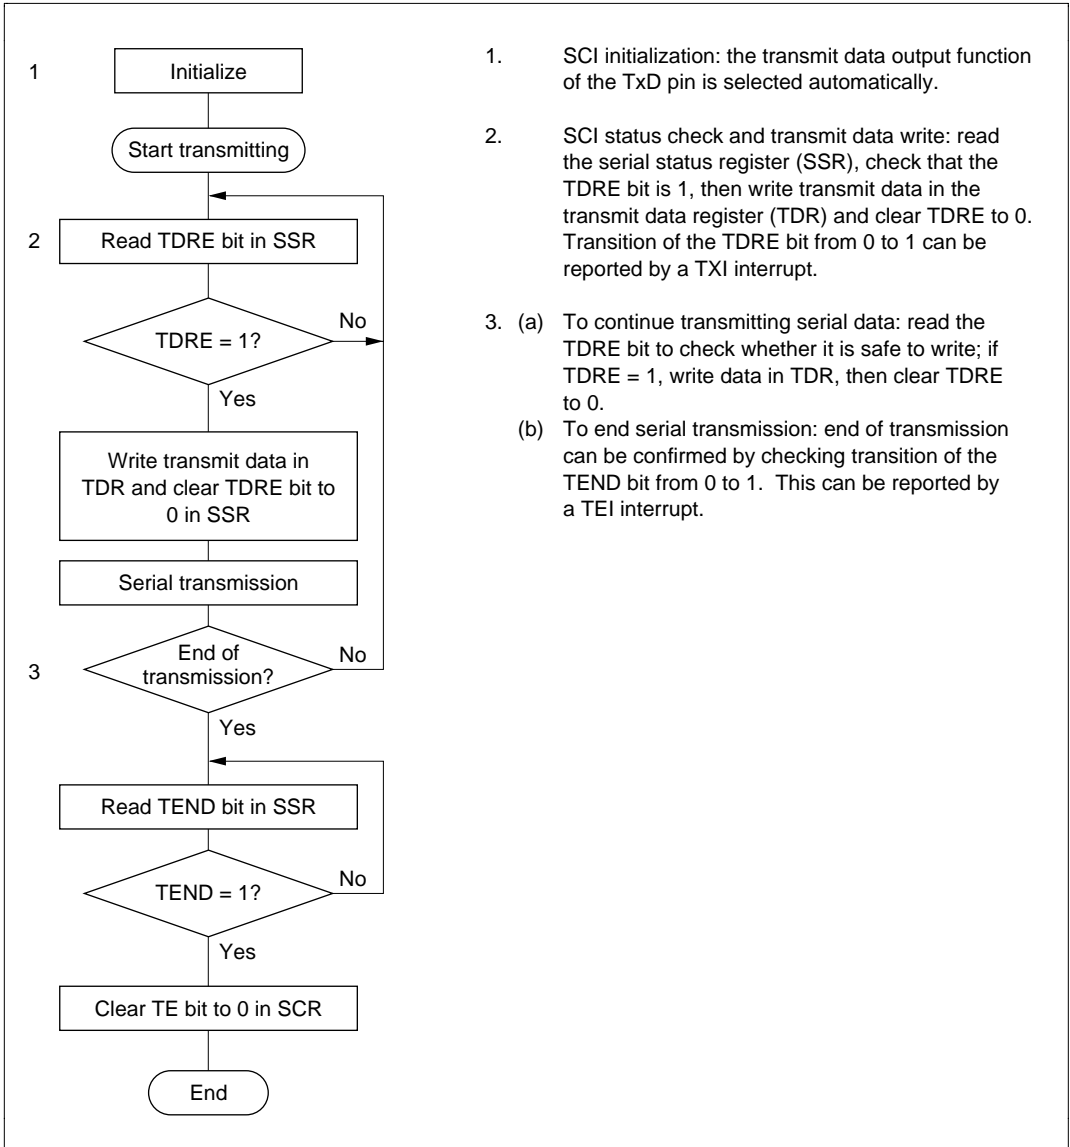 1
Initialize
Start transmitting
2
Read TDRE bit in SSR
TDRE = 1?
No
Yes
Write transmit data in
TDR and clear TDRE bit to
0 in SSR
Serial transmission
3
End of
transmission?
No
Yes
Read TEND bit in SSR
TEND = 1?
No
Yes
Clear TE bit to 0 in SCR
End
1. SCI initialization: the transmit data output function
of the TxD pin is selected automatically.
2. SCI status check and transmit data write: read
the serial status register (SSR), check that the
TDRE bit is 1, then write transmit data in the
transmit data register (TDR) and clear TDRE to 0.
Transition of the TDRE bit from 0 to 1 can be
reported by a TXI interrupt.
3. (a) To continue transmitting serial data: read the
TDRE bit to check whether it is safe to write; if
TDRE = 1, write data in TDR, then clear TDRE
to 0.
(b) To end serial transmission: end of transmission
can be confirmed by checking transition of the
TEND bit from 0 to 1. This can be reported by
a TEI interrupt.